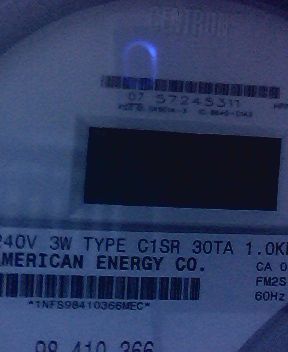 CENTRON
07 57245311
240V 3W TYPE C1SR 30TA 1.0K
AMERICAN ENERGY CO.
CA 0
FM2S
60Hz
*1NFS98410366MEC*
98 410 366